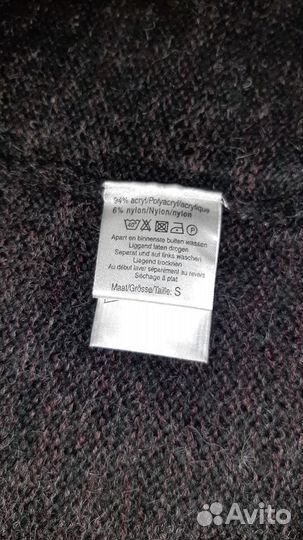 94% acryl/Polyacryl/acrylique
6% nylon/Nylon/nylon
Apart en binnenste buiten wassen
Liggend laten drogen
Separat und auf links waschen
Liegend trocknen
Au début laver séparément au revers
Séchage à plat
Maat/Grösse/Taille: S
Avito